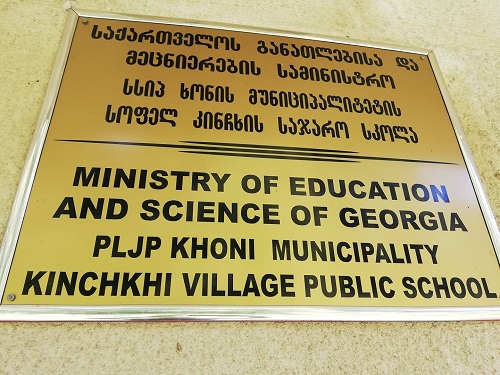 საქართველოს განათლებისა და
მეცნიერების სამინისტრო
სსიპ ხონის მუნიციპალიტეტის
სოფელ კინჩხის საჯარო სკოლა
MINISTRY OF EDUCATION
AND SCIENCE OF GEORGIA
PLJP KHONI MUNICIPALITY
KINCHKHI VILLAGE PUBLIC SCHOOL